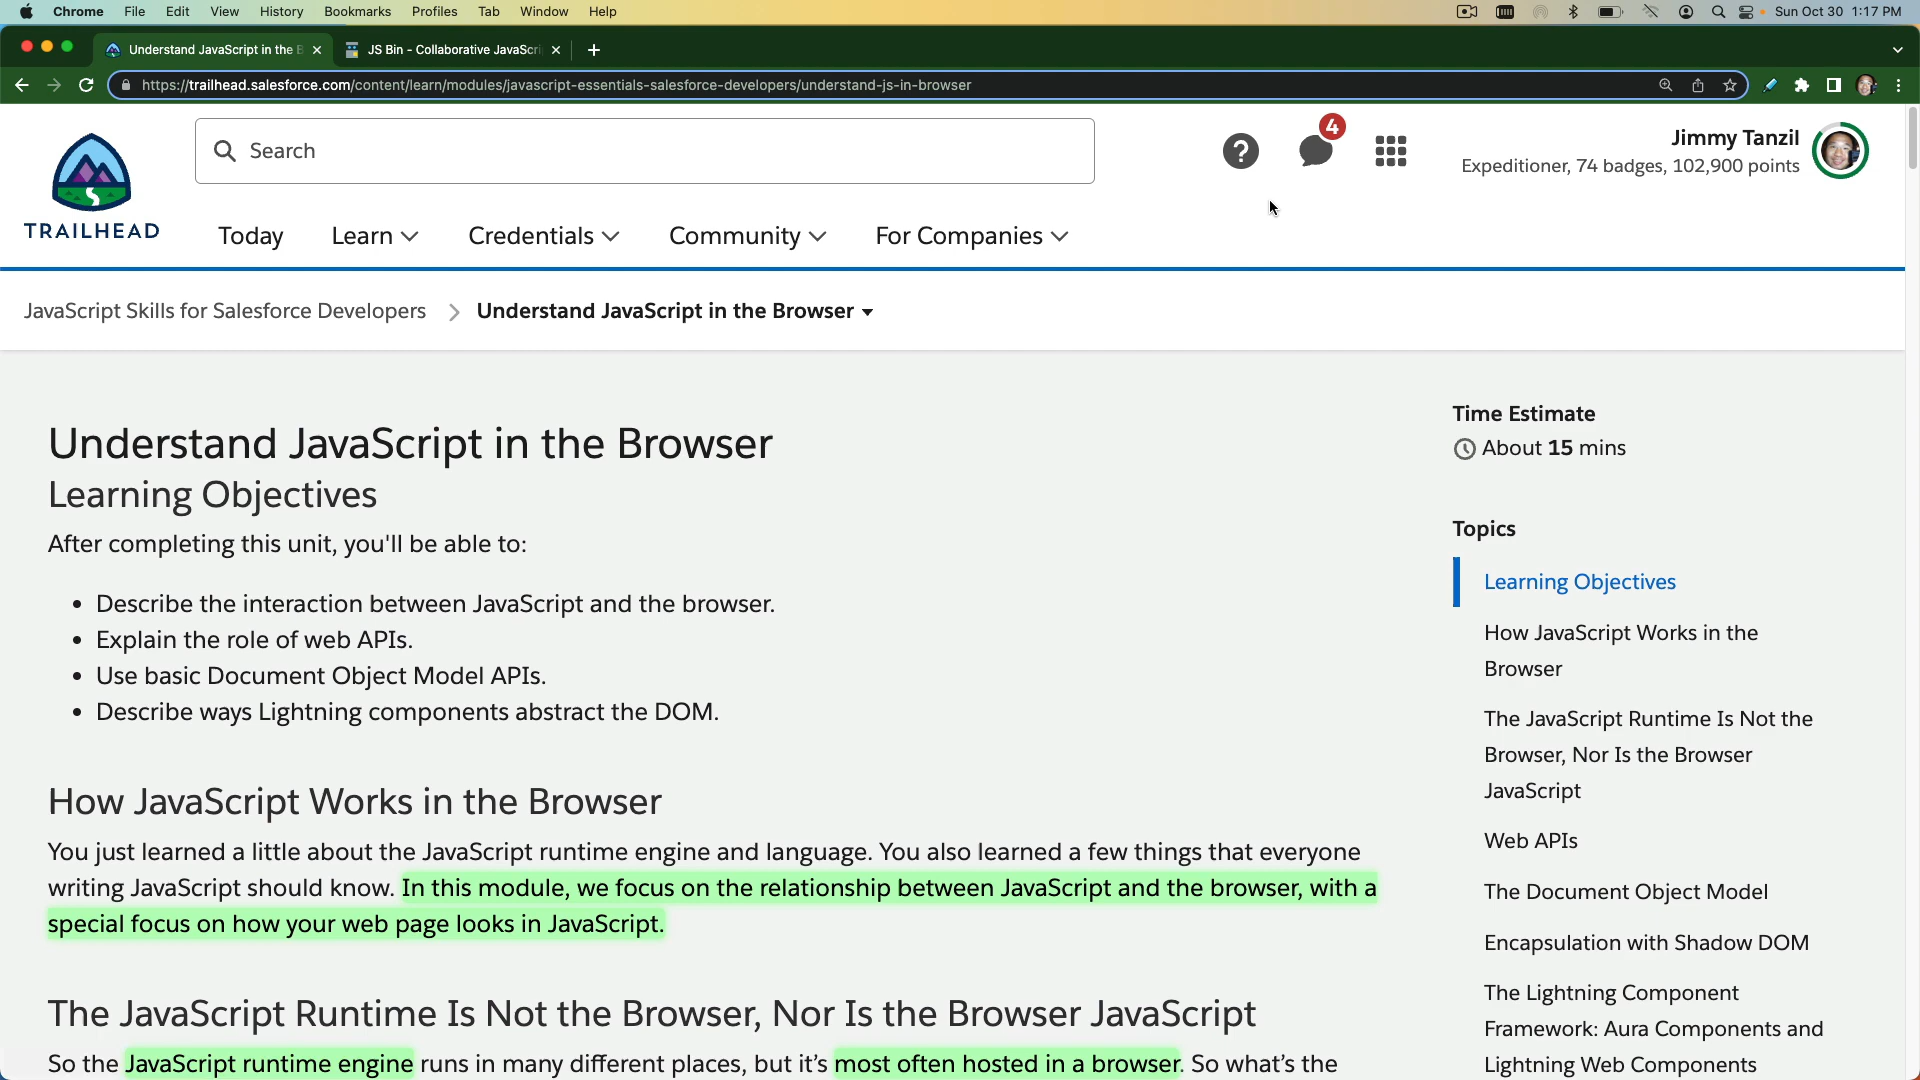 Chrome File Edit View History Bookmarks Profiles Tab Window Help Sun Oct 30 1:17 PM
Understand JavaScript in the B JS Bin - Collaborative JavaScri
https://trailhead.salesforce.com/content/learn/modules/javascript-essentials-salesforce-developers/understand-js-in-browser
TRAILHEAD
Search
4
Jimmy Tanzil
Expeditioner, 74 badges, 102,900 points
Today Learn Credentials Community For Companies
JavaScript Skills for Salesforce Developers Understand JavaScript in the Browser
Understand JavaScript in the Browser
Learning Objectives
After completing this unit, you'll be able to:
• Describe the interaction between JavaScript and the browser.
• Explain the role of web APIs.
• Use basic Document Object Model APIs.
• Describe ways Lightning components abstract the DOM.
How JavaScript Works in the Browser
You just learned a little about the JavaScript runtime engine and language. You also learned a few things that everyone
writing JavaScript should know. In this module, we focus on the relationship between JavaScript and the browser, with a
special focus on how your web page looks in JavaScript.
The JavaScript Runtime Is Not the Browser, Nor Is the Browser JavaScript
So the JavaScript runtime engine runs in many different places, but it’s most often hosted in a browser. So what’s the
Time Estimate
About 15 mins
Topics
Learning Objectives
How JavaScript Works in the
Browser
The JavaScript Runtime Is Not the
Browser, Nor Is the Browser
JavaScript
Web APIs
The Document Object Model
Encapsulation with Shadow DOM
The Lightning Component
Framework: Aura Components and
Lightning Web Components